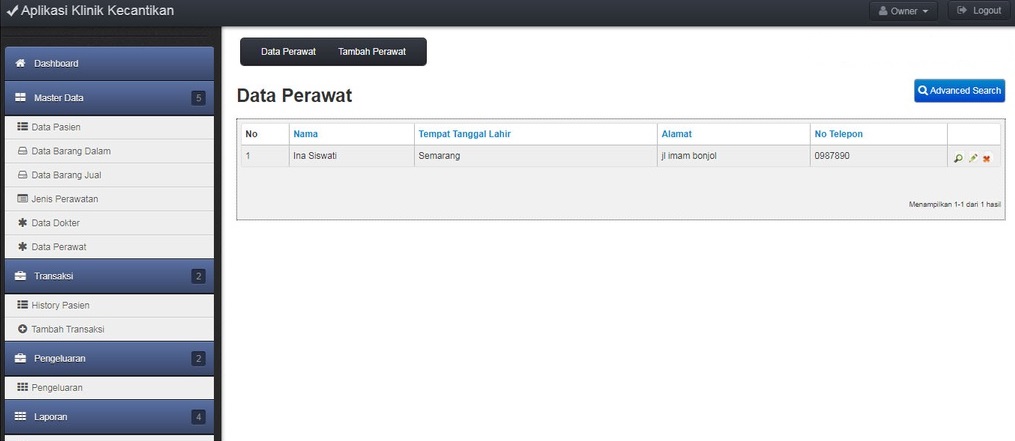 Aplikasi Klinik Kecantikan
Owner
Logout
Dashboard
Master Data 5
Data Pasien
Data Barang Dalam
Data Barang Jual
Jenis Perawatan
Data Dokter
Data Perawat
Transaksi 2
History Pasien
Tambah Transaksi
Pengeluaran 2
Pengeluaran
Laporan 4
Data Perawat Tambah Perawat
Data Perawat
Advanced Search
No Nama Tempat Tanggal Lahir Alamat No Telepon
1 Ina Siswati Semarang jl imam bonjol 0987890
Menampilkan 1-1 dari 1 hasil